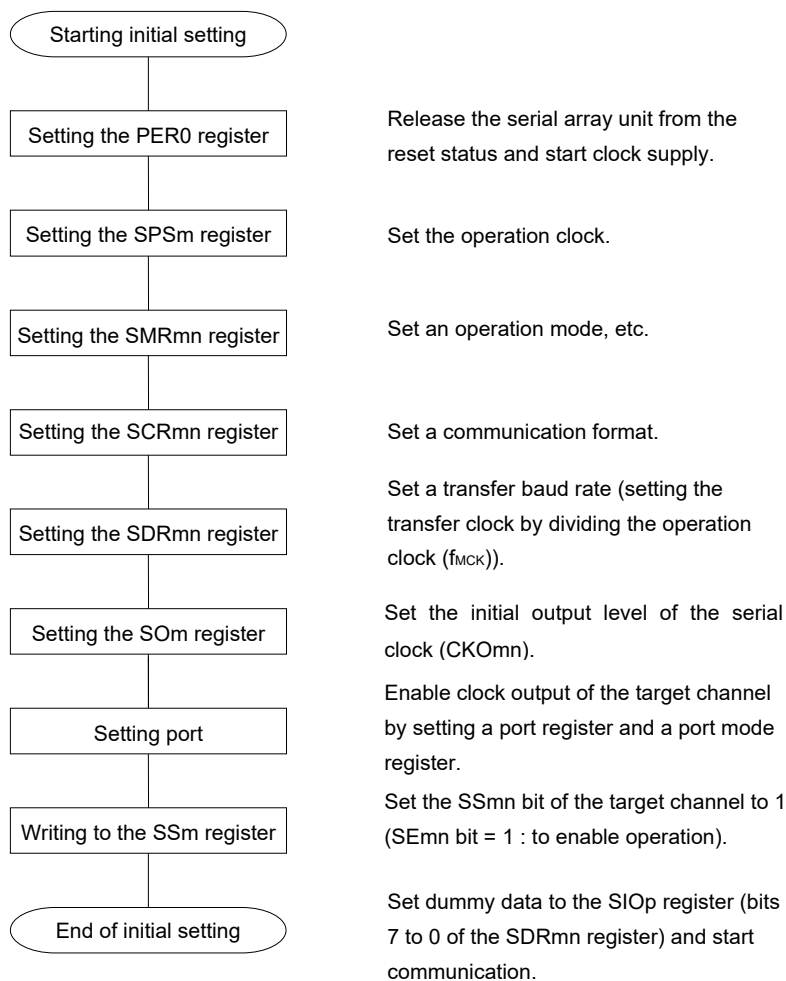 Starting initial setting
Setting the PER0 register
Release the serial array unit from the
reset status and start clock supply.
Setting the SPSm register
Set the operation clock.
Setting the SMRmn register
Set an operation mode, etc.
Setting the SCRmn register
Set a communication format.
Setting the SDRmn register
Set a transfer baud rate (setting the
transfer clock by dividing the operation
clock (fMCK)).
Setting the SOm register
Set the initial output level of the serial
clock (CKOmn).
Setting port
Enable clock output of the target channel
by setting a port register and a port mode
register.
Writing to the SSm register
Set the SSmn bit of the target channel to 1
(SEmn bit = 1 : to enable operation).
End of initial setting
Set dummy data to the SIOp register (bits
7 to 0 of the SDRmn register) and start
communication.